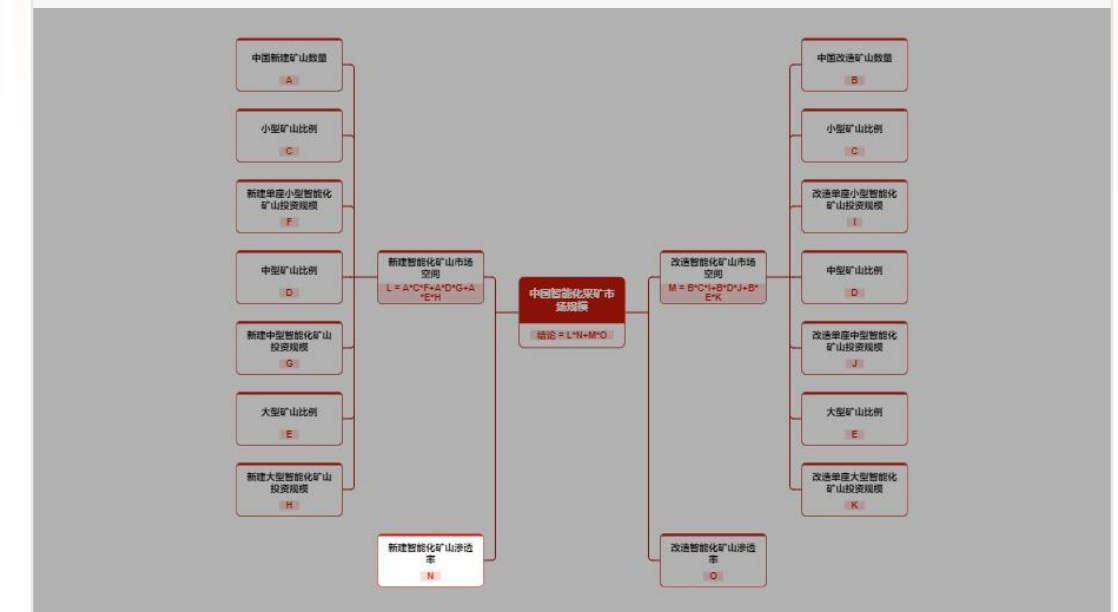 中国新建矿山数量
A
小型矿山比例
C
新建单座小型智能化
矿山投资规模
F
中型矿山比例
D
新建中型智能化矿山
投资规模
G
大型矿山比例
E
新建大型智能化矿山
投资规模
H
新建智能化矿山市场
空间
L = A*C*F+A*D*G+A
*E*H
新建智能化矿山渗透
率
N
中国智能化采矿市
场规模
结论 = L*N+M*O
改造智能化矿山市场
空间
M = B*C*I+B*D*J+B*
E*K
改造智能化矿山渗透
率
O
中国改造矿山数量
B
小型矿山比例
C
改造单座小型智能化
矿山投资规模
I
中型矿山比例
D
改造单座中型智能化
矿山投资规模
J
大型矿山比例
E
改造单座大型智能化
矿山投资规模
K